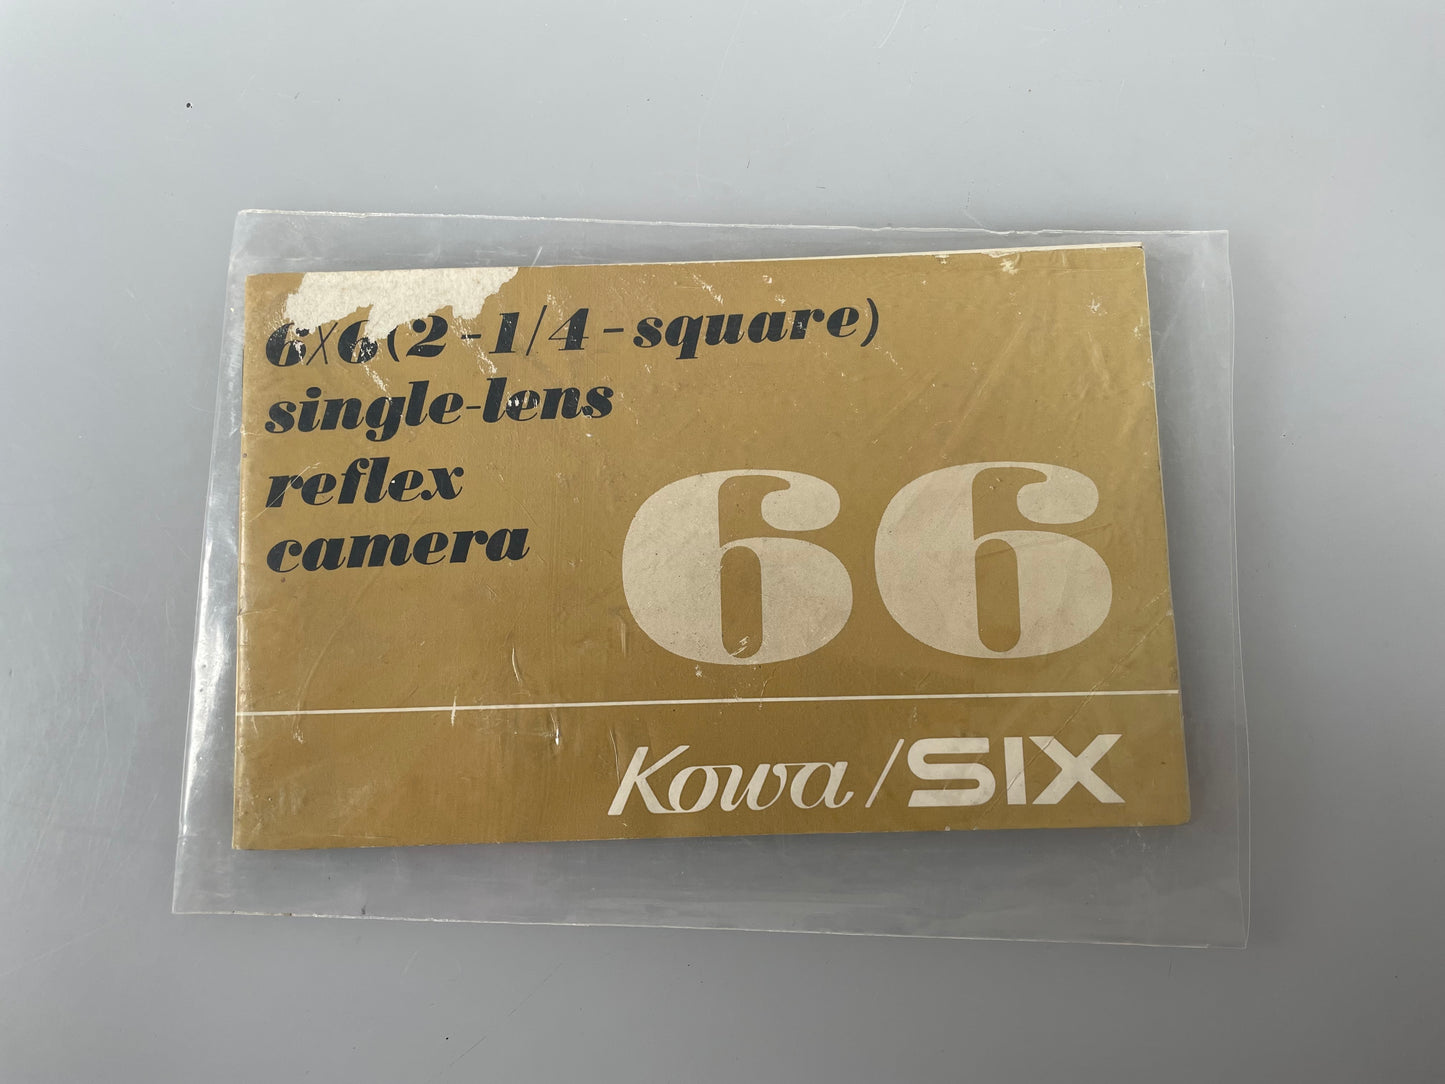 6×6(2-1/4-square)
single-lens
reflex
camera
66
Kowa/SIX